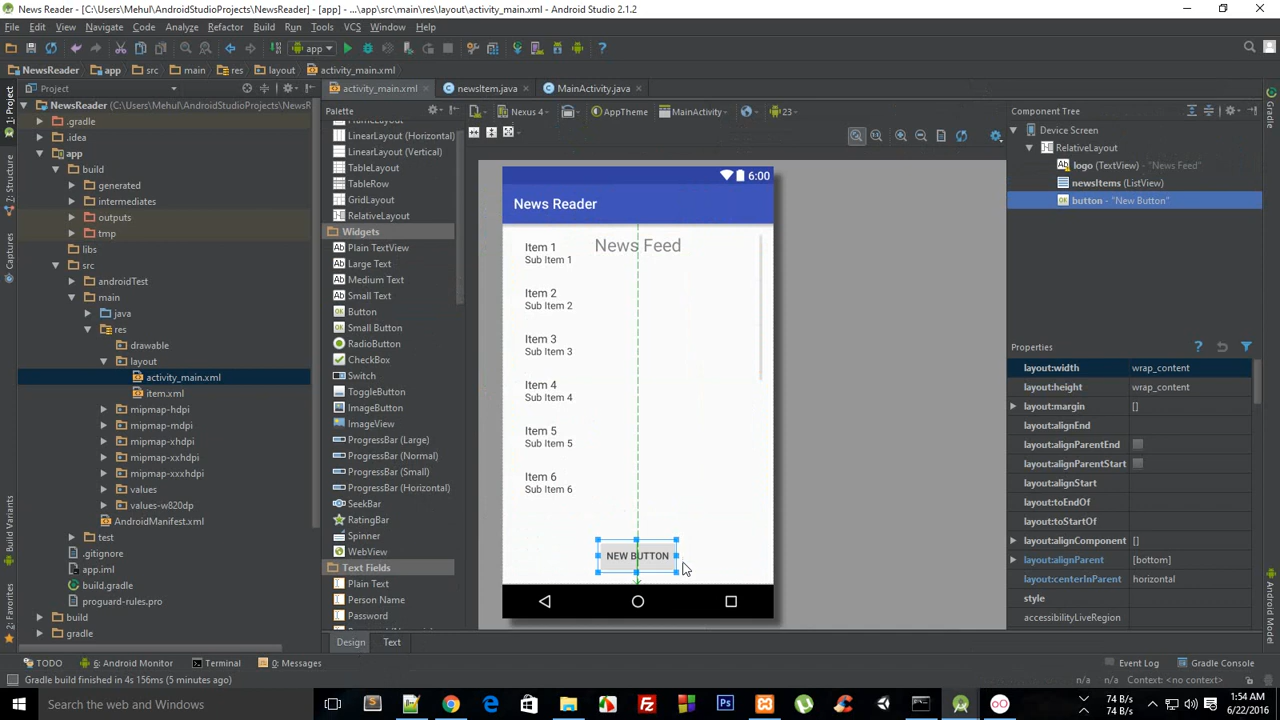 News Reader - [C:\Users\Mehul\AndroidStudioProjects\NewsReader] - [app] - ...\app\src\main\res\layout\activity_main.xml - Android Studio 2.1.2
File Edit View Navigate Code Analyze Refactor Build Run Tools VCS Window Help
app
NewsReader app src main res layout activity_main.xml
Project
activity_main.xml newsItem.java MainActivity.java
1: Project
Structure
Captures
Build Variants
Favorites
NewsReader (C:\Users\Mehul\AndroidStudioProjects\NewsR
.gradle
.idea
app
build
generated
intermediates
outputs
tmp
libs
src
androidTest
main
java
res
drawable
layout
activity_main.xml
item.xml
mipmap-hdpi
mipmap-mdpi
mipmap-xhdpi
mipmap-xxhdpi
mipmap-xxxhdpi
values
values-w820dp
AndroidManifest.xml
test
.gitignore
app.iml
build.gradle
proguard-rules.pro
build
gradle
Palette
LinearLayout (Horizontal)
LinearLayout (Vertical)
TableLayout
TableRow
GridLayout
RelativeLayout
Widgets
Plain TextView
Large Text
Medium Text
Small Text
Button
Small Button
RadioButton
CheckBox
Switch
ToggleButton
ImageButton
ImageView
ProgressBar (Large)
ProgressBar (Normal)
ProgressBar (Small)
ProgressBar (Horizontal)
SeekBar
RatingBar
Spinner
WebView
Text Fields
Plain Text
Person Name
Password
Nexus 4 AppTheme MainActivity 23
6:00
News Reader
News Feed
Item 1
Sub Item 1
Item 2
Sub Item 2
Item 3
Sub Item 3
Item 4
Sub Item 4
Item 5
Sub Item 5
Item 6
Sub Item 6
NEW BUTTON
Component Tree
Device Screen
RelativeLayout
logo (TextView) - "News Feed"
newsItems (ListView)
button - "New Button"
Properties
layout:width wrap_content
layout:height wrap_content
layout:margin []
layout:alignEnd
layout:alignParentEnd
layout:alignParentStart
layout:alignStart
layout:toEndOf
layout:toStartOf
layout:alignComponent []
layout:alignParent [bottom]
layout:centerInParent horizontal
style
accessibilityLiveRegion
Gradle
Android Model
Design Text
TODO 6: Android Monitor Terminal 0: Messages Event Log Gradle Console
Gradle build finished in 4s 156ms (5 minutes ago) n/a n/a Context: <no context>
Search the web and Windows
74 B/s
74 B/s
1:54 AM
6/22/2016